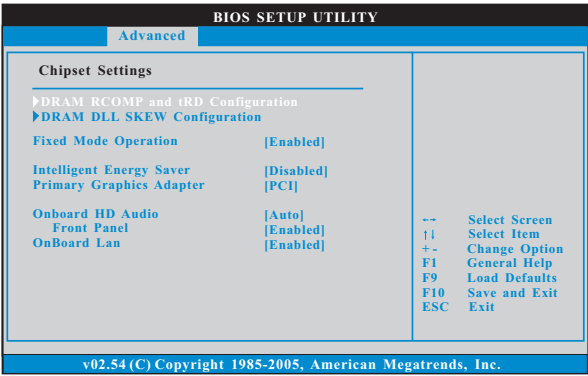 BIOS SETUP UTILITY
Advanced
Chipset Settings
DRAM RCOMP and tRD Configuration
DRAM DLL SKEW Configuration
Fixed Mode Operation [Enabled]
Intelligent Energy Saver [Disabled]
Primary Graphics Adapter [PCI]
Onboard HD Audio [Auto]
Front Panel [Enabled]
OnBoard Lan [Enabled]
←→ Select Screen
↑↓ Select Item
+- Change Option
F1 General Help
F9 Load Defaults
F10 Save and Exit
ESC Exit
v02.54 (C) Copyright 1985-2005, American Megatrends, Inc.